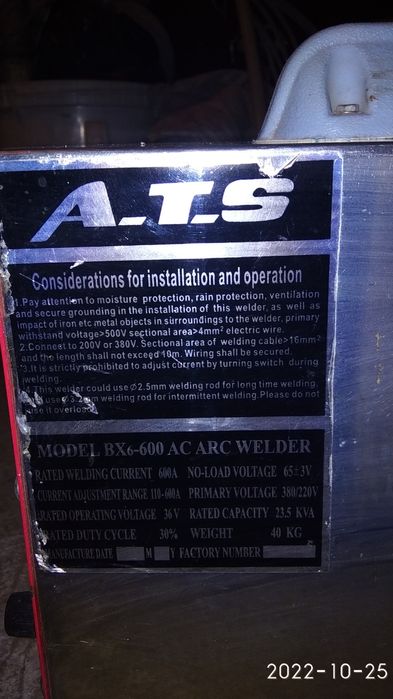 A.T.S
Considerations for installation and operation
1.Pay attention to moisture protection, rain protection, ventilation
and secure grounding in the installation of this welder, as well as
impact of iron etc metal objects in surroundings to the welder, primary
withstand voltage>500V sectional area>4mm² electric wire.
2.Connect to 200V or 380V. Sectional area of welding cable>16mm²
and the length shall not exceed 10m. Wiring shall be secured.
*3.It is strictly prohibited to adjust current by turning switch during
welding.
4.This welder could use Ø2.5mm welding rod for long time welding,
use Ø3.2mm welding rod for intermittent welding. Please do not
use it overload
MODEL BX6-600 AC ARC WELDER
RATED WELDING CURRENT 600A NO-LOAD VOLTAGE 65±3V
CURRENT ADJUSTMENT RANGE 110-600A PRIMARY VOLTAGE 380/220V
RATED OPERATING VOLTAGE 36V RATED CAPACITY 23.5 KVA
RATED DUTY CYCLE 30% WEIGHT 40 KG
MANUFACTURE DATE M Y FACTORY NUMBER
2022-10-25